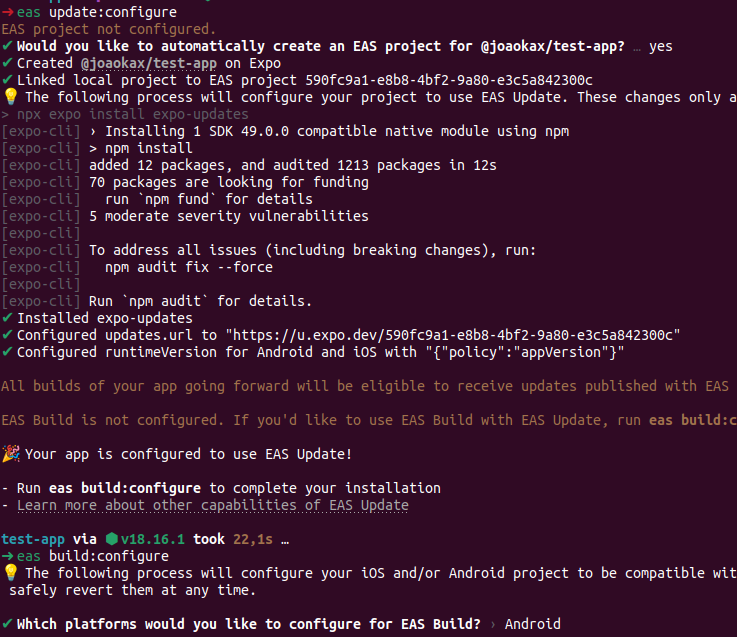 ➜ eas update:configure
EAS project not configured.
✔ Would you like to automatically create an EAS project for @joaokax/test-app? … yes
✔ Created @joaokax/test-app on Expo
✔ Linked local project to EAS project 590fc9a1-e8b8-4bf2-9a80-e3c5a842300c
💡 The following process will configure your project to use EAS Update. These changes only a
> npx expo install expo-updates
[expo-cli] › Installing 1 SDK 49.0.0 compatible native module using npm
[expo-cli] > npm install
[expo-cli] added 12 packages, and audited 1213 packages in 12s
[expo-cli] 70 packages are looking for funding
[expo-cli]   run `npm fund` for details
[expo-cli] 5 moderate severity vulnerabilities
[expo-cli]
[expo-cli] To address all issues (including breaking changes), run:
[expo-cli]   npm audit fix --force
[expo-cli]
[expo-cli] Run `npm audit` for details.
✔ Installed expo-updates
✔ Configured updates.url to "https://u.expo.dev/590fc9a1-e8b8-4bf2-9a80-e3c5a842300c"
✔ Configured runtimeVersion for Android and iOS with "{"policy":"appVersion"}"
All builds of your app going forward will be eligible to receive updates published with EAS
EAS Build is not configured. If you'd like to use EAS Build with EAS Update, run eas build:c
🎉 Your app is configured to use EAS Update!
- Run eas build:configure to complete your installation
- Learn more about other capabilities of EAS Update
test-app via ⬢ v18.16.1 took 22,1s …
➜ eas build:configure
💡 The following process will configure your iOS and/or Android project to be compatible wit
safely revert them at any time.
✔ Which platforms would you like to configure for EAS Build? › Android